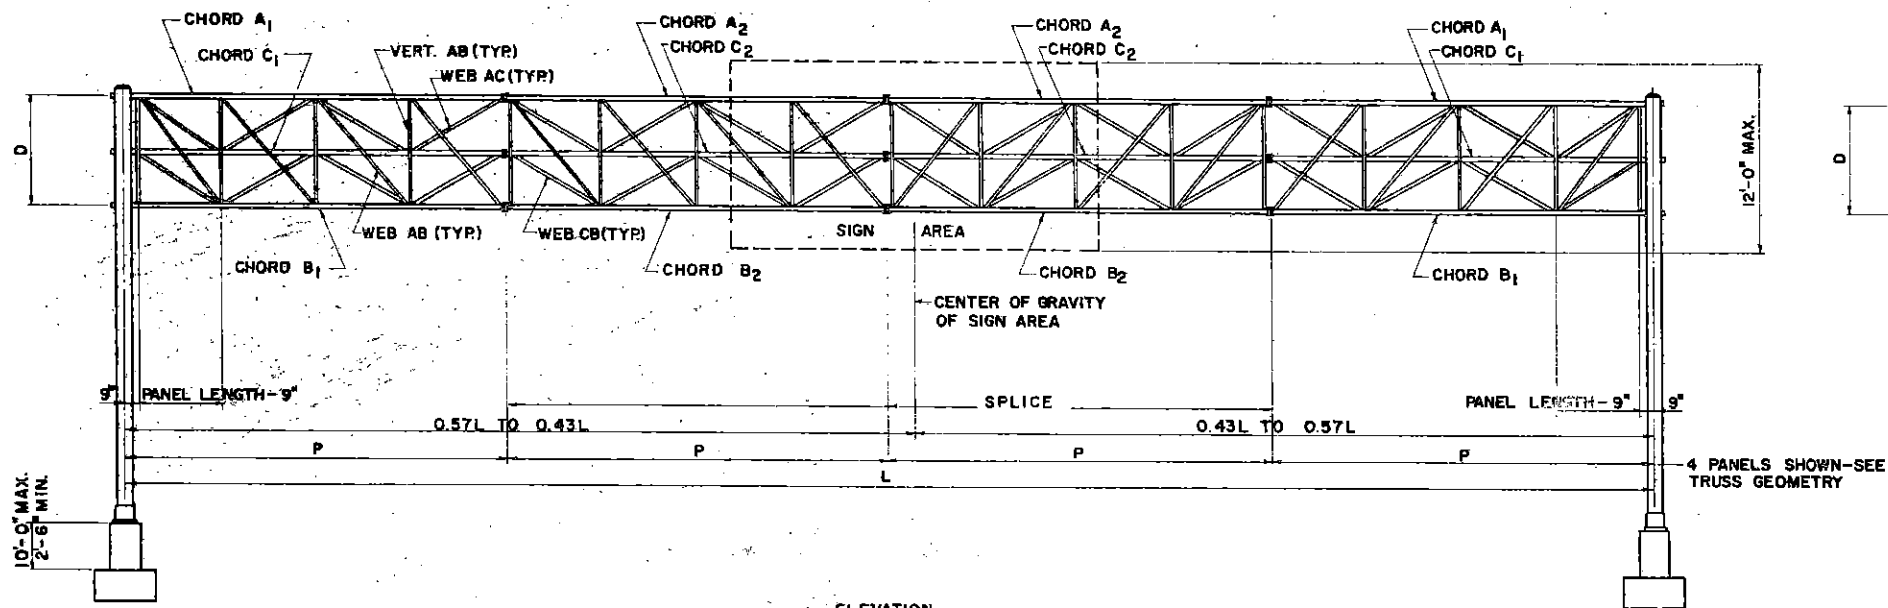 CHORD A1
CHORD C1
VERT. AB (TYP.)
WEB AC (TYP.)
CHORD A2
CHORD C2
CHORD A2
CHORD C2
CHORD A1
CHORD C1
D
12'-0" MAX.
D
WEB AB (TYP.)
WEB CB (TYP.)
SIGN AREA
CHORD B1
CHORD B2
CHORD B2
CHORD B1
CENTER OF GRAVITY
OF SIGN AREA
9" PANEL LENGTH-9"
SPLICE
PANEL LENGTH-9" 9"
0.57L TO 0.43L
0.43L TO 0.57L
P
P
P
P
L
4 PANELS SHOWN-SEE
TRUSS GEOMETRY
10'-0" MAX.
2'-6" MIN.
ELEVATION